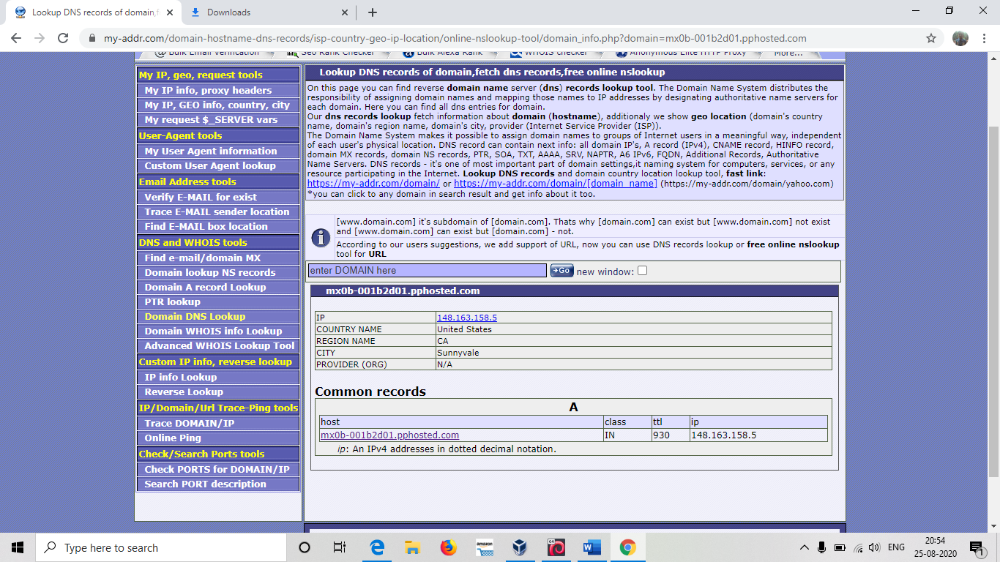 Lookup DNS records of domain,f
Downloads
my-addr.com/domain-hostname-dns-records/isp-country-geo-ip-location/online-nslookup-tool/domain_info.php?domain=mx0b-001b2d01.pphosted.com
Bulk Email Verification
Seo Rank Checker
Bulk Alexa Rank
WHOIS checker
Anonymous Elite HTTP Proxy
More...
My IP, geo, request tools
My IP info, proxy headers
My IP, GEO info, country, city
My request $_SERVER vars
User-Agent tools
My User Agent information
Custom User Agent lookup
Email Address tools
Verify E-MAIL for exist
Trace E-MAIL sender location
Find E-MAIL box location
DNS and WHOIS tools
Find e-mail/domain MX
Domain lookup NS records
Domain A record Lookup
PTR lookup
Domain DNS Lookup
Domain WHOIS info Lookup
Advanced WHOIS Lookup Tool
Custom IP info, reverse lookup
IP info Lookup
Reverse Lookup
IP/Domain/Url Trace-Ping tools
Trace DOMAIN/IP
Online Ping
Check/Search Ports tools
Check PORTS for DOMAIN/IP
Search PORT description
Lookup DNS records of domain,fetch dns records,free online nslookup
On this page you can find reverse domain name server (dns) records lookup tool. The Domain Name System distributes the
responsibility of assigning domain names and mapping those names to IP addresses by designating authoritative name servers for
each domain. Here you can find all dns entries for domain.
Our dns records lookup fetch information about domain (hostname), additionaly we show geo location (domain's country
name, domain's region name, domain's city, provider (Internet Service Provider (ISP)).
The Domain Name System makes it possible to assign domain names to groups of Internet users in a meaningful way, independent
of each user's physical location. DNS record can contain next info: all domain IP's, A record (IPv4), CNAME record, HINFO record,
domain MX records, domain NS records, PTR, SOA, TXT, AAAA, SRV, NAPTR, A6 IPv6, FQDN, Additional Records, Authoritative
Name Servers. DNS records - it's one of most important part of domain settings,it naming system for computers, services, or any
resource participating in the Internet. Lookup DNS records and domain country location lookup tool, fast link:
https://my-addr.com/domain/ or https://my-addr.com/domain/[domain_name] (https://my-addr.com/domain/yahoo.com)
*you can click to any domain in search result and get info about it too.
[www.domain.com] it's subdomain of [domain.com]. Thats why [domain.com] can exist but [www.domain.com] not exist
and [www.domain.com] can exist but [domain.com] - not.
According to our users suggestions, we add support of URL, now you can use DNS records lookup or free online nslookup
tool for URL
enter DOMAIN here
Go
new window:
mx0b-001b2d01.pphosted.com
IP 148.163.158.5
COUNTRY NAME United States
REGION NAME CA
CITY Sunnyvale
PROVIDER (ORG) N/A
Common records
A
host class ttl ip
mx0b-001b2d01.pphosted.com IN 930 148.163.158.5
ip: An IPv4 addresses in dotted decimal notation.
Type here to search
amazon
64
W
ENG
20:54
25-08-2020
1